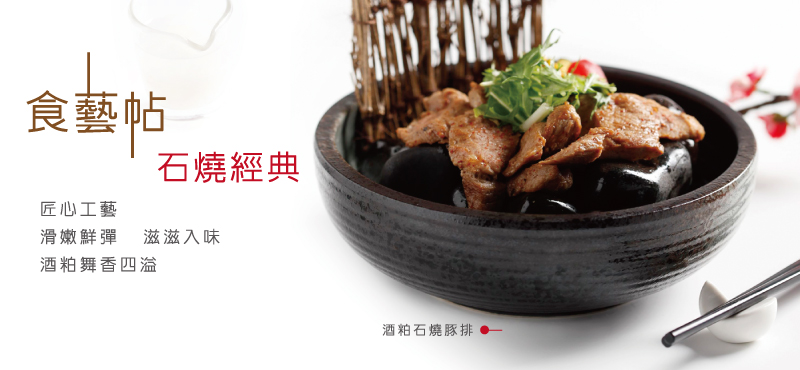 食藝帖
石燒經典
匠心工藝
滑嫩鮮彈　滋滋入味
酒粕舞香四溢
酒粕石燒豚排